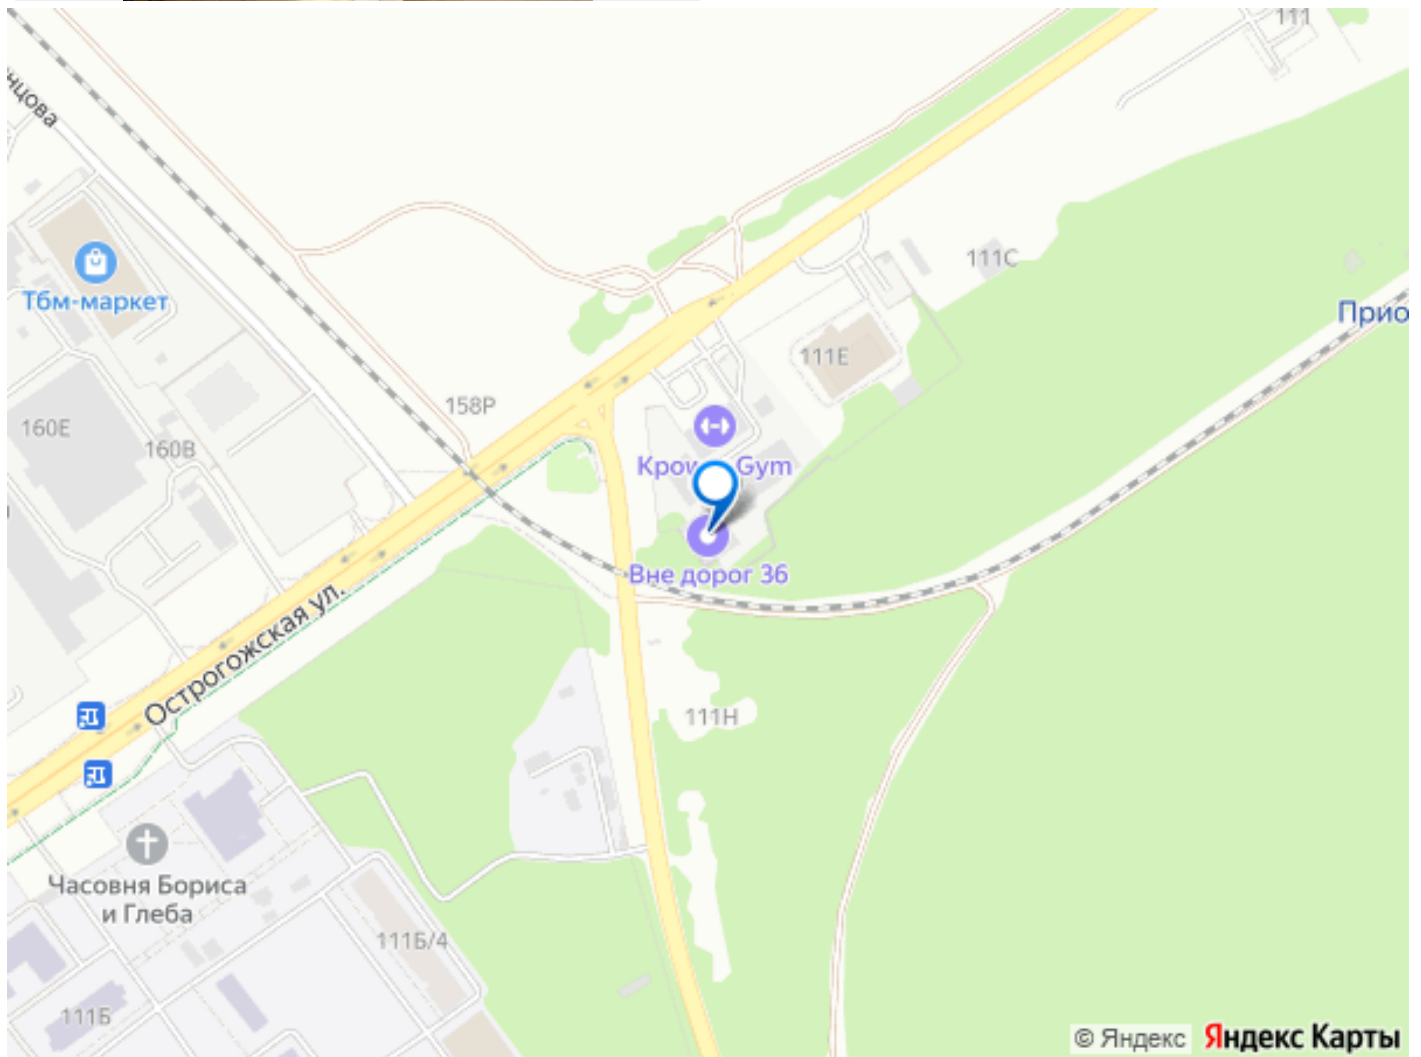 111
нцова
111С
Тбм-маркет
Прио
111Е
158Р
160Е
160В
Gym
Вне дорог 36
Острогожская ул.
111Н
Часовня Бориса
и Глеба
111Б/4
111Б
© Яндекс Яндекс Карты